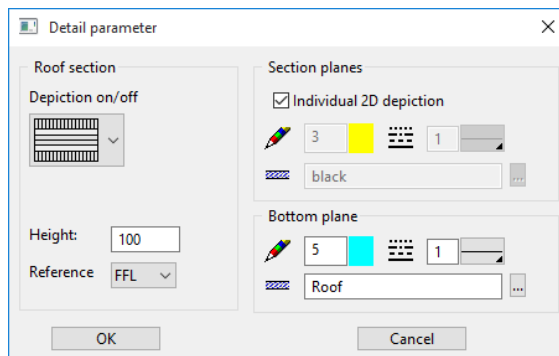 Detail parameter
Roof section
Depiction on/off
Height: 100
Reference FFL
Section planes
Individual 2D depiction
3 1
black ...
Bottom plane
5 1
Roof ...
OK Cancel